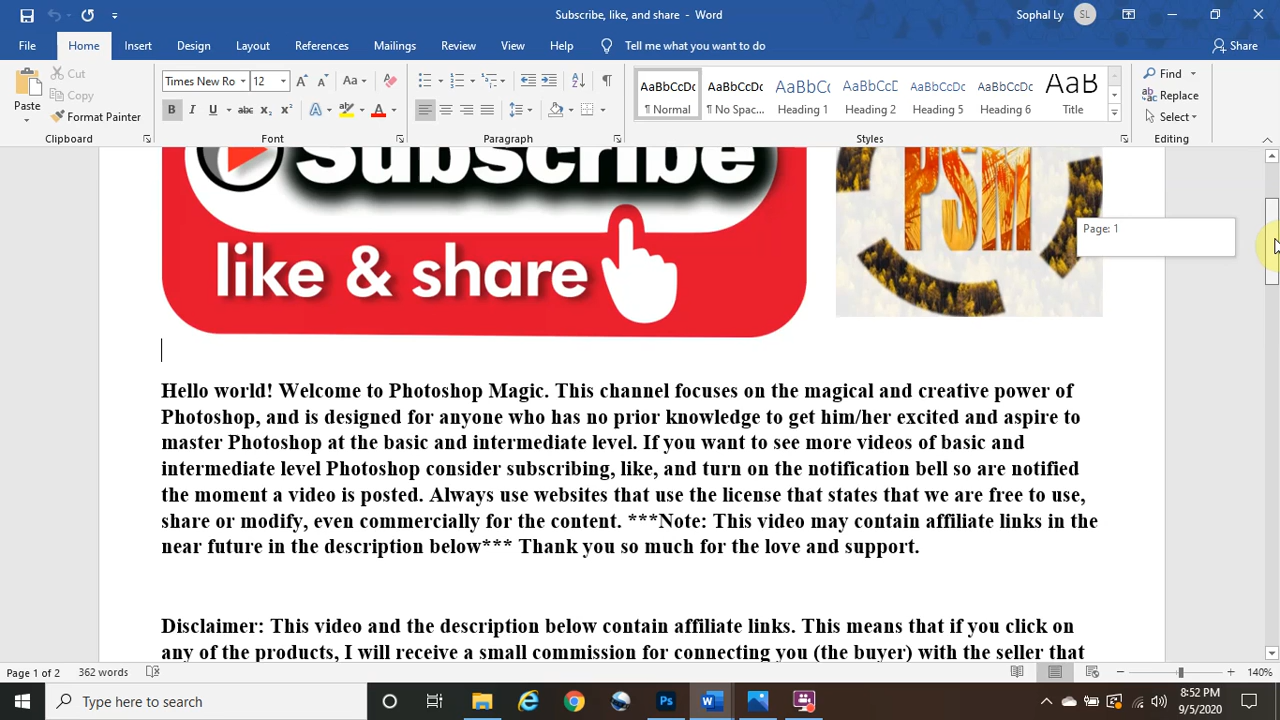 Subscribe, like, and share - Word
Sophal Ly
SL
File
Home
Insert
Design
Layout
References
Mailings
Review
View
Help
Tell me what you want to do
Share
Paste
Cut
Copy
Format Painter
Clipboard
Times New Ro
12
Font
Paragraph
AaBbCcDc
¶ Normal
AaBbCcDc
¶ No Spac...
AaBbC
Heading 1
AaBbCc
Heading 2
AaBbCcD
Heading 5
AaBbCcD
Heading 6
AaB
Title
Styles
Find
Replace
Select
Editing
Subscribe
like & share
PSM
Page: 1
Hello world! Welcome to Photoshop Magic. This channel focuses on the magical and creative power of
Photoshop, and is designed for anyone who has no prior knowledge to get him/her excited and aspire to
master Photoshop at the basic and intermediate level. If you want to see more videos of basic and
intermediate level Photoshop consider subscribing, like, and turn on the notification bell so are notified
the moment a video is posted. Always use websites that use the license that states that we are free to use,
share or modify, even commercially for the content. ***Note: This video may contain affiliate links in the
near future in the description below*** Thank you so much for the love and support.
Disclaimer: This video and the description below contain affiliate links. This means that if you click on
any of the products, I will receive a small commission for connecting you (the buyer) with the seller that
Page 1 of 2
362 words
140%
Type here to search
8:52 PM
9/5/2020